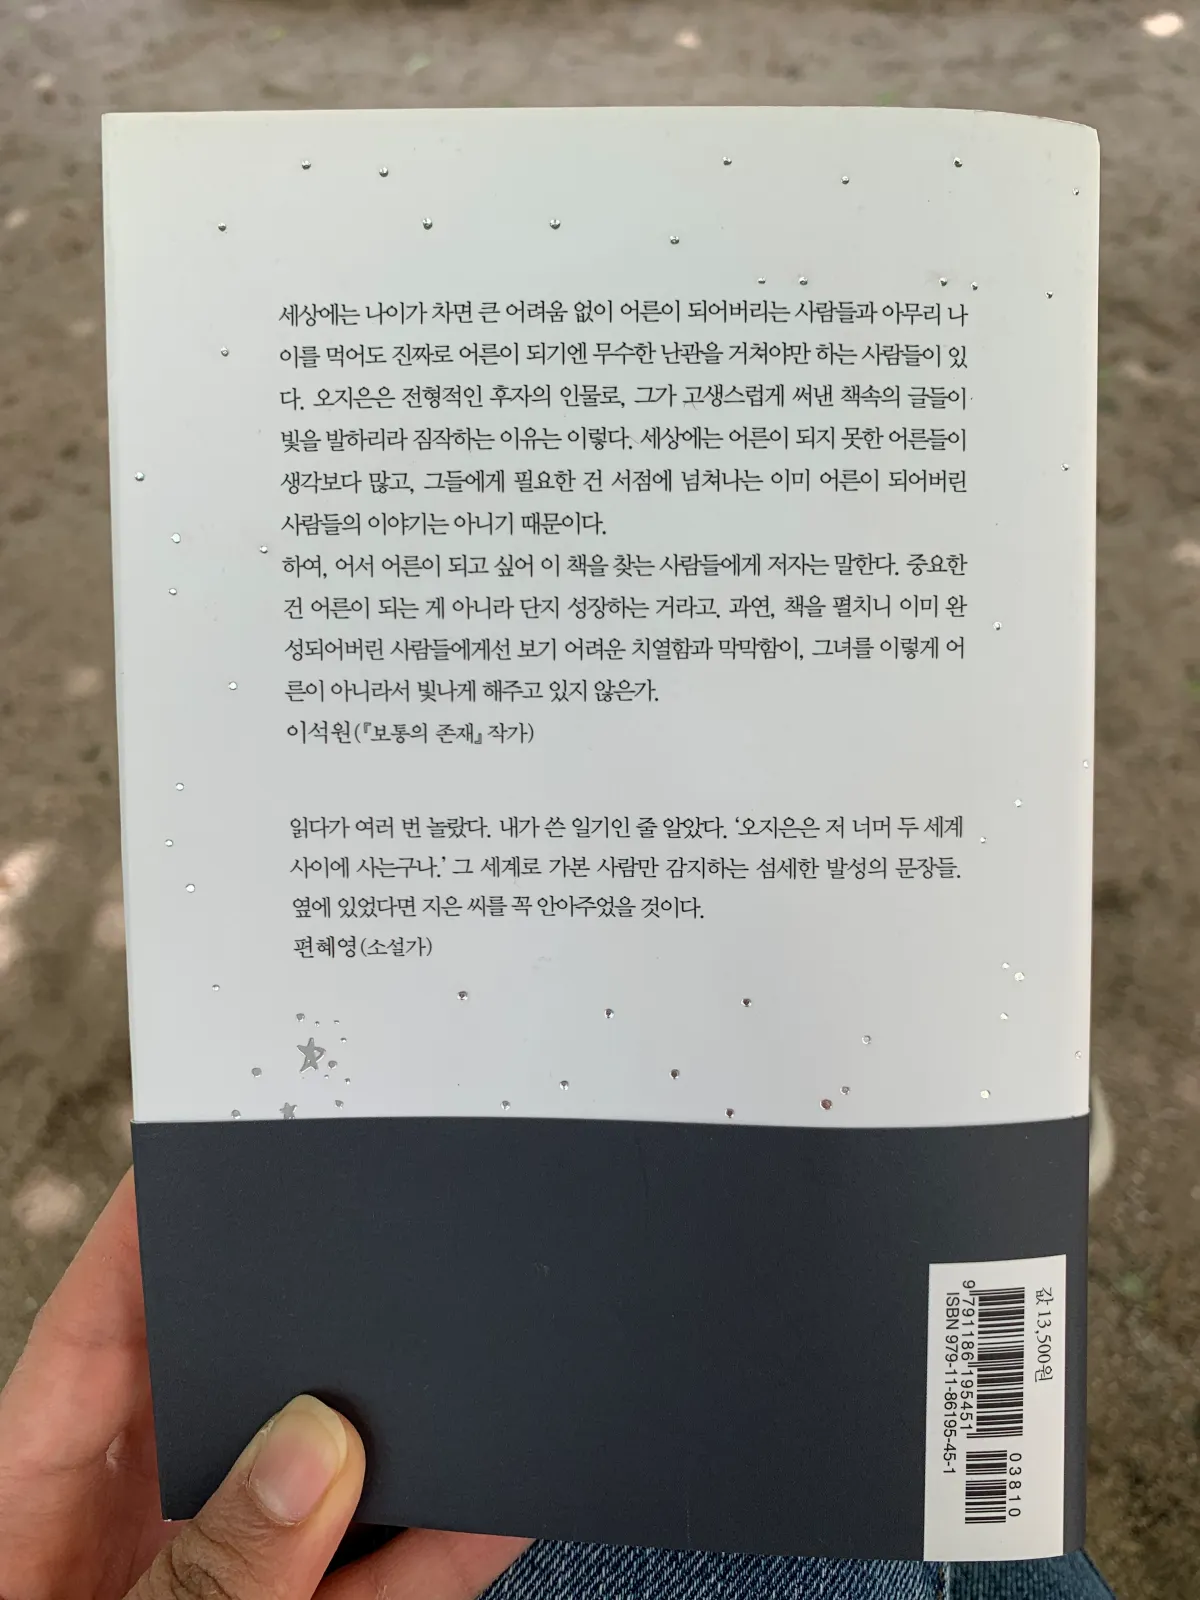 세상에는 나이가 차면 큰 어려움 없이 어른이 되어버리는 사람들과 아무리 나
이를 먹어도 진짜로 어른이 되기엔 무수한 난관을 거쳐야만 하는 사람들이 있
다. 오지은은 전형적인 후자의 인물로, 그가 고생스럽게 써낸 책속의 글들이
빛을 발하리라 짐작하는 이유는 이렇다. 세상에는 어른이 되지 못한 어른들이
생각보다 많고, 그들에게 필요한 건 서점에 넘쳐나는 이미 어른이 되어버린
사람들의 이야기는 아니기 때문이다.
하여, 어서 어른이 되고 싶어 이 책을 찾는 사람들에게 저자는 말한다. 중요한
건 어른이 되는 게 아니라 단지 성장하는 거라고. 과연, 책을 펼치니 이미 완
성되어버린 사람들에게선 보기 어려운 치열함과 막막함이, 그녀를 이렇게 어
른이 아니라서 빛나게 해주고 있지 않은가.
이석원(『보통의 존재』 작가)
읽다가 여러 번 놀랐다. 내가 쓴 일기인 줄 알았다. ‘오지은은 저 너머 두 세계
사이에 사는구나.’ 그 세계로 가본 사람만 감지하는 섬세한 발성의 문장들.
옆에 있었다면 지은 씨를 꼭 안아주었을 것이다.
편혜영(소설가)
값 13,500원
03810
9 791186 195451
ISBN 979-11-86195-45-1